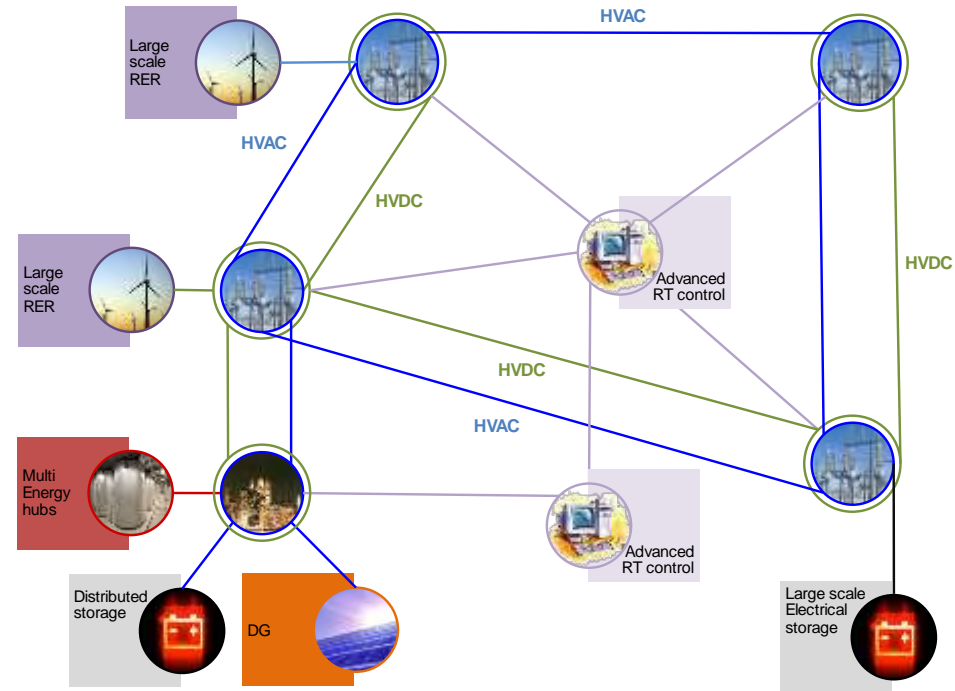 HVAC
Large
scale
RER
HVAC
HVDC
Large
scale
RER
Advanced
RT control
HVDC
HVDC
HVAC
Multi
Energy
hubs
Advanced
RT control
Distributed
storage
DG
Large scale
Electrical
storage